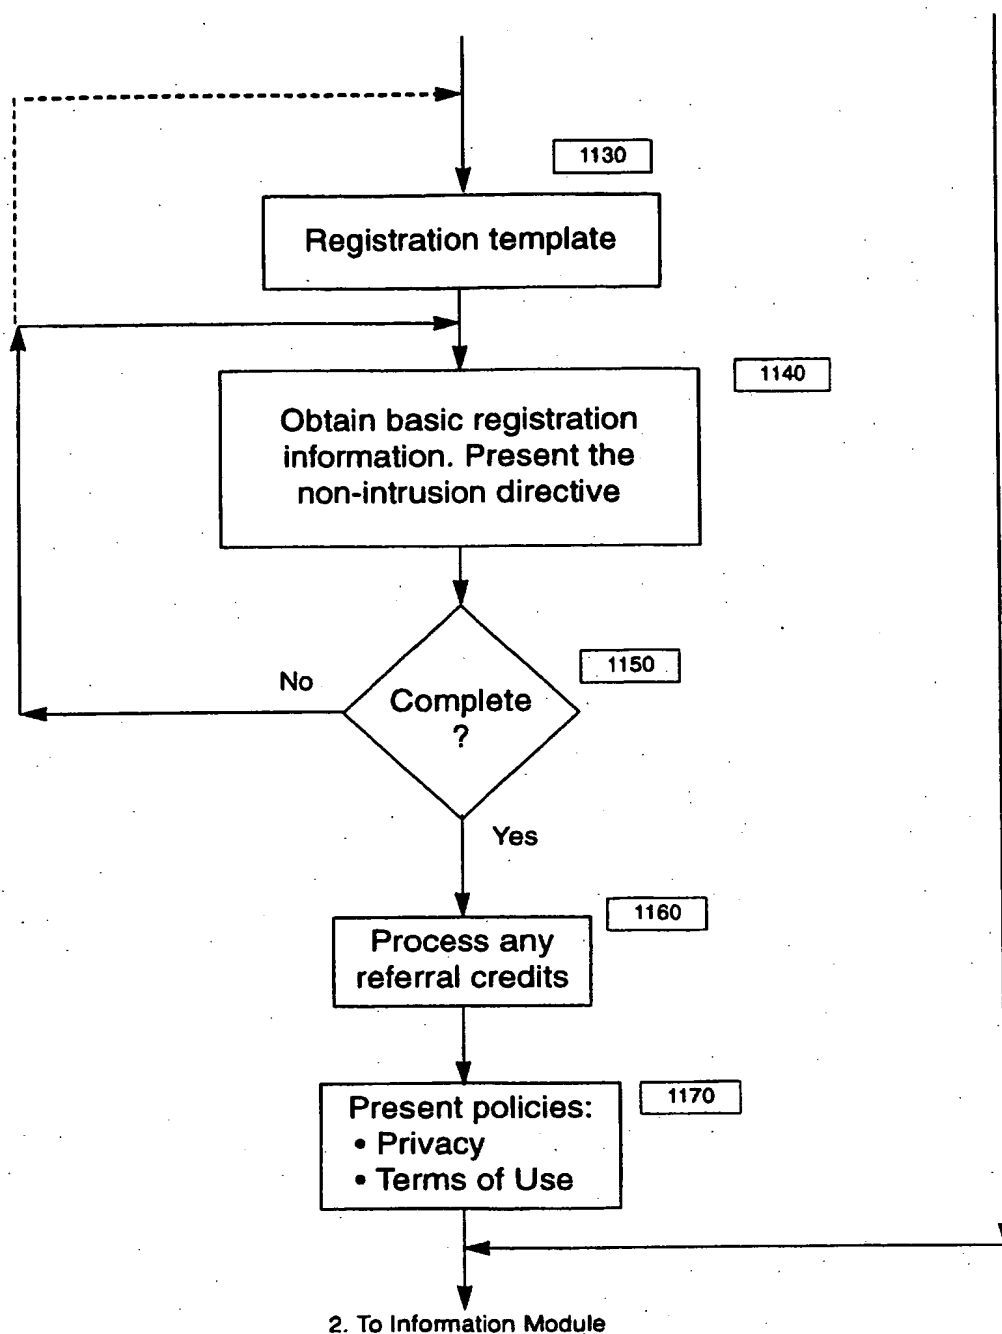 1130
Registration template
1140
Obtain basic registration
information. Present the
non-intrusion directive
1150
No
Complete
?
Yes
1160
Process any
referral credits
1170
Present policies:
• Privacy
• Terms of Use
2. To Information Module